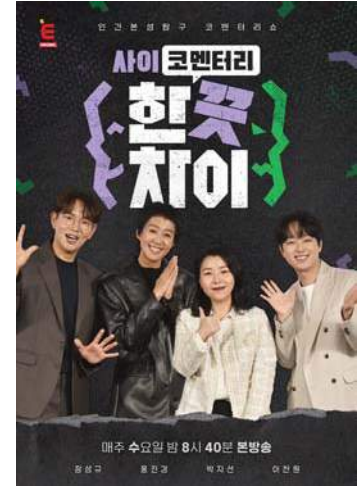 인간본성탐구 코멘터리쇼
사이코멘터리
한끗
차이
매주 수요일 밤 8시 40분 본방송
장성규 홍진경 박지선 이찬원